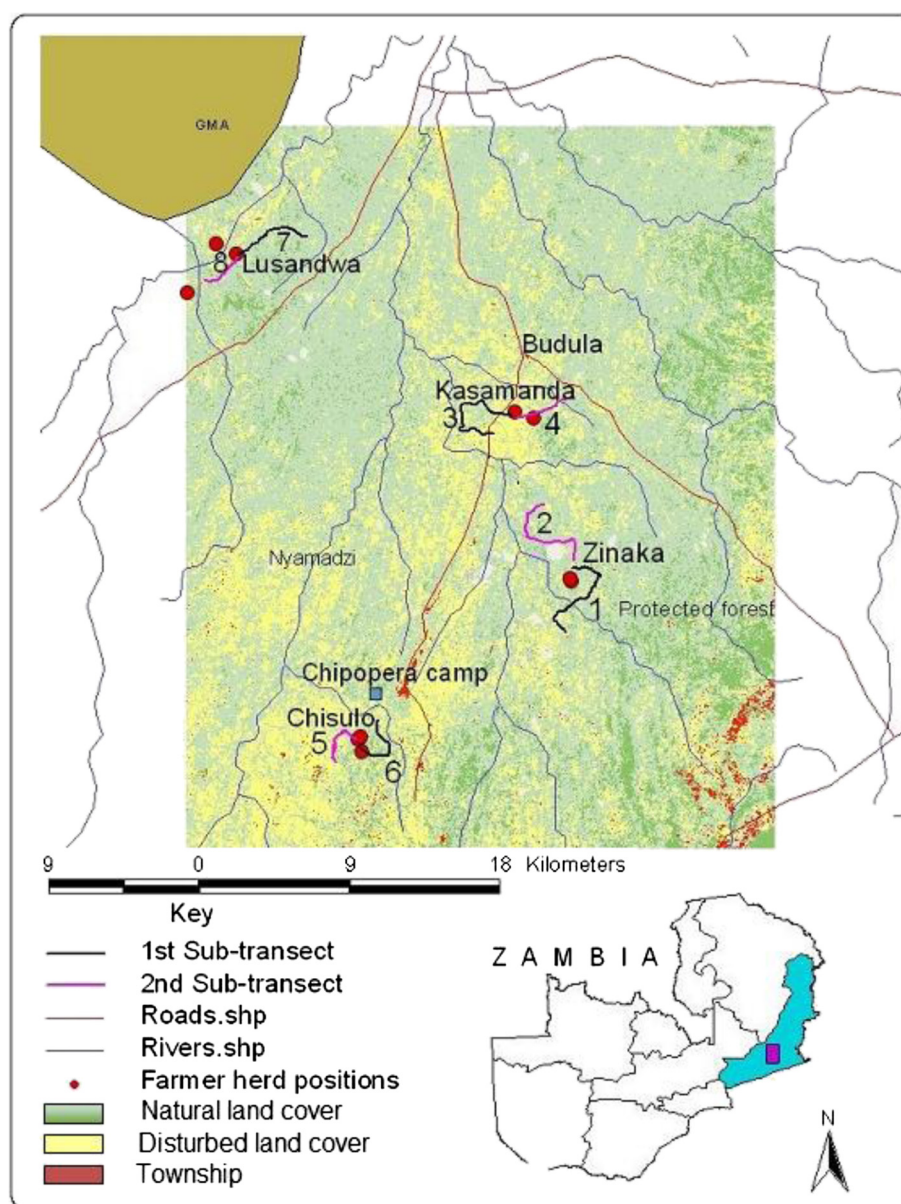 GMA
7
8 Lusandwa
Budula
Kasamanda
3
4
2
Zinaka
Nyamadzi
1
Protected forest
Chipopera camp
Chisulo
5
6
9 0 9 18 Kilometers
Key
1st Sub-transect
2nd Sub-transect
Roads.shp
Rivers.shp
Farmer herd positions
Natural land cover
Disturbed land cover
Township
ZAMBIA
N